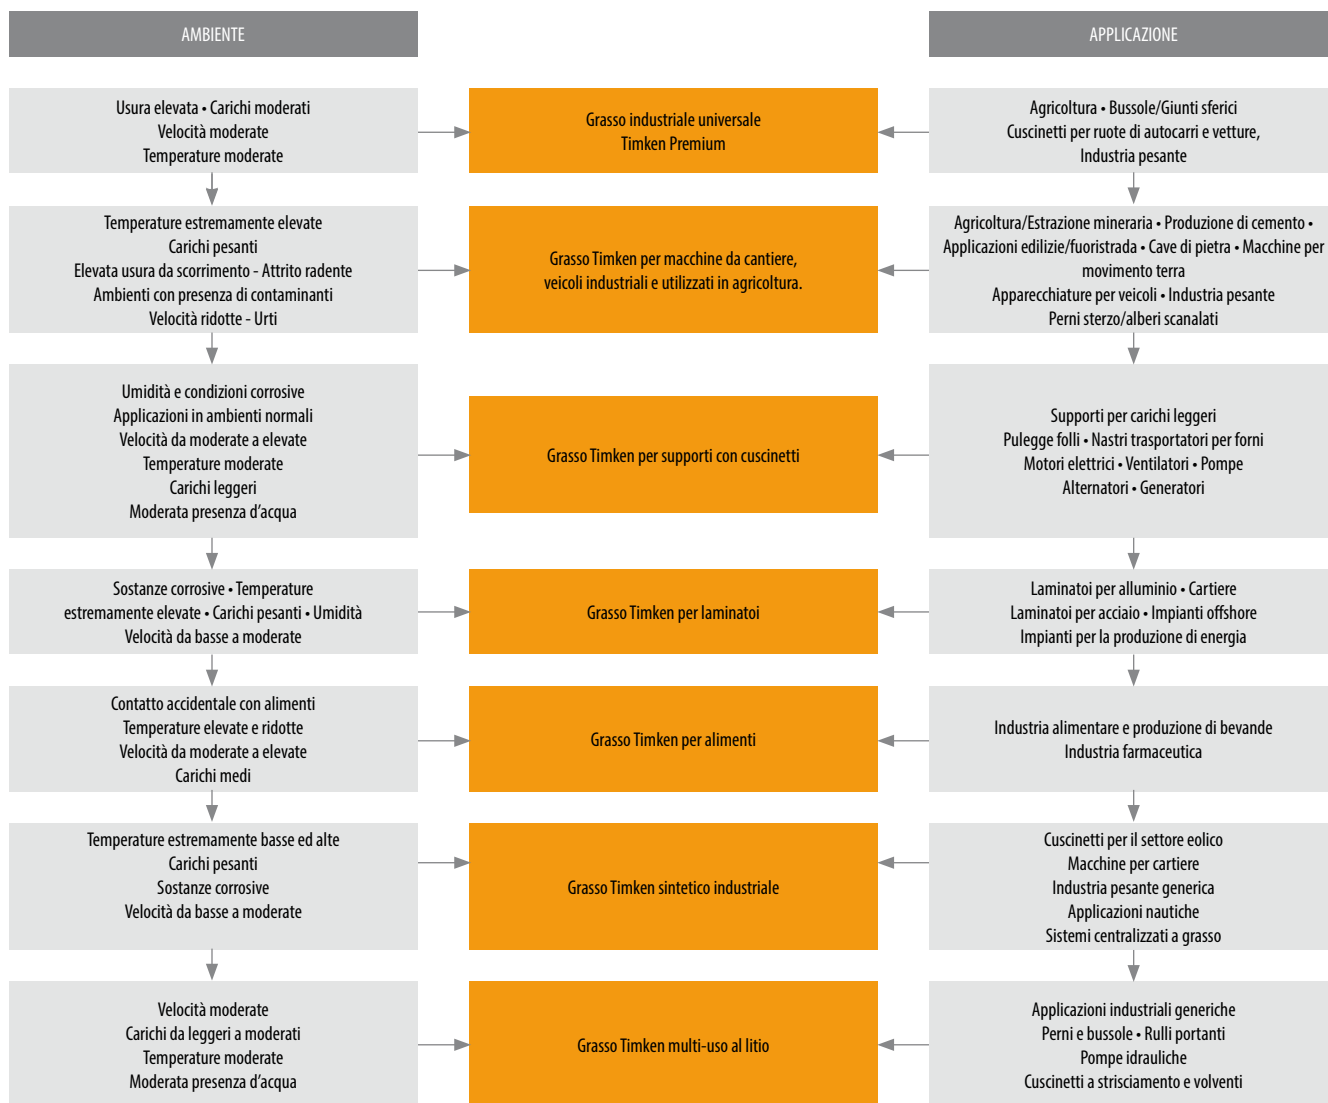 AMBIENTE
APPLICAZIONE
Usura elevata • Carichi moderati
Velocità moderate
Temperature moderate
Grasso industriale universale
Timken Premium
Agricoltura • Bussole/Giunti sferici
Cuscinetti per ruote di autocarri e vetture,
Industria pesante
Temperature estremamente elevate
Carichi pesanti
Elevata usura da scorrimento - Attrito radente
Ambienti con presenza di contaminanti
Velocità ridotte - Urti
Grasso Timken per macchine da cantiere,
veicoli industriali e utilizzati in agricoltura.
Agricoltura/Estrazione mineraria • Produzione di cemento •
Applicazioni edilizie/fuoristrada • Cave di pietra • Macchine per
movimento terra
Apparecchiature per veicoli • Industria pesante
Perni sterzo/alberi scanalati
Umidità e condizioni corrosive
Applicazioni in ambienti normali
Velocità da moderate a elevate
Temperature moderate
Carichi leggeri
Moderata presenza d’acqua
Grasso Timken per supporti con cuscinetti
Supporti per carichi leggeri
Pulegge folli • Nastri trasportatori per forni
Motori elettrici • Ventilatori • Pompe
Alternatori • Generatori
Sostanze corrosive • Temperature
estremamente elevate • Carichi pesanti • Umidità
Velocità da basse a moderate
Grasso Timken per laminatoi
Laminatoi per alluminio • Cartiere
Laminatoi per acciaio • Impianti offshore
Impianti per la produzione di energia
Contatto accidentale con alimenti
Temperature elevate e ridotte
Velocità da moderate a elevate
Carichi medi
Grasso Timken per alimenti
Industria alimentare e produzione di bevande
Industria farmaceutica
Temperature estremamente basse ed alte
Carichi pesanti
Sostanze corrosive
Velocità da basse a moderate
Grasso Timken sintetico industriale
Cuscinetti per il settore eolico
Macchine per cartiere
Industria pesante generica
Applicazioni nautiche
Sistemi centralizzati a grasso
Velocità moderate
Carichi da leggeri a moderati
Temperature moderate
Moderata presenza d’acqua
Grasso Timken multi-uso al litio
Applicazioni industriali generiche
Perni e bussole • Rulli portanti
Pompe idrauliche
Cuscinetti a strisciamento e volventi